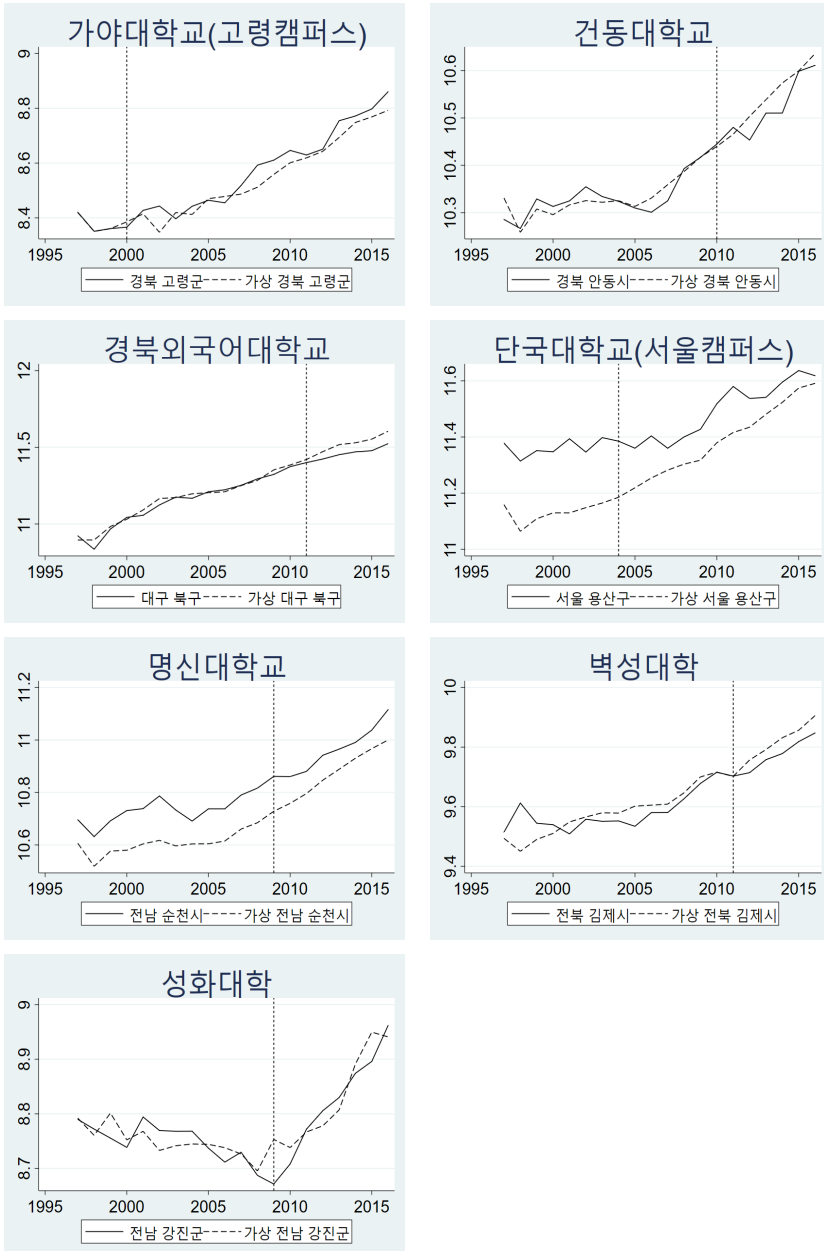 가야대학교(고령캠퍼스)
9
8.8
8.6
8.4
1995 2000 2005 2010 2015
경북 고령군 가상 경북 고령군
건동대학교
10.6
10.5
10.4
10.3
1995 2000 2005 2010 2015
경북 안동시 가상 경북 안동시
경북외국어대학교
12
11.5
11
1995 2000 2005 2010 2015
대구 북구 가상 대구 북구
단국대학교(서울캠퍼스)
11.6
11.4
11.2
11
1995 2000 2005 2010 2015
서울 용산구 가상 서울 용산구
명신대학교
11.2
11
10.8
10.6
1995 2000 2005 2010 2015
전남 순천시 가상 전남 순천시
벽성대학
10
9.8
9.6
9.4
1995 2000 2005 2010 2015
전북 김제시 가상 전북 김제시
성화대학
9
8.9
8.8
8.7
1995 2000 2005 2010 2015
전남 강진군 가상 전남 강진군